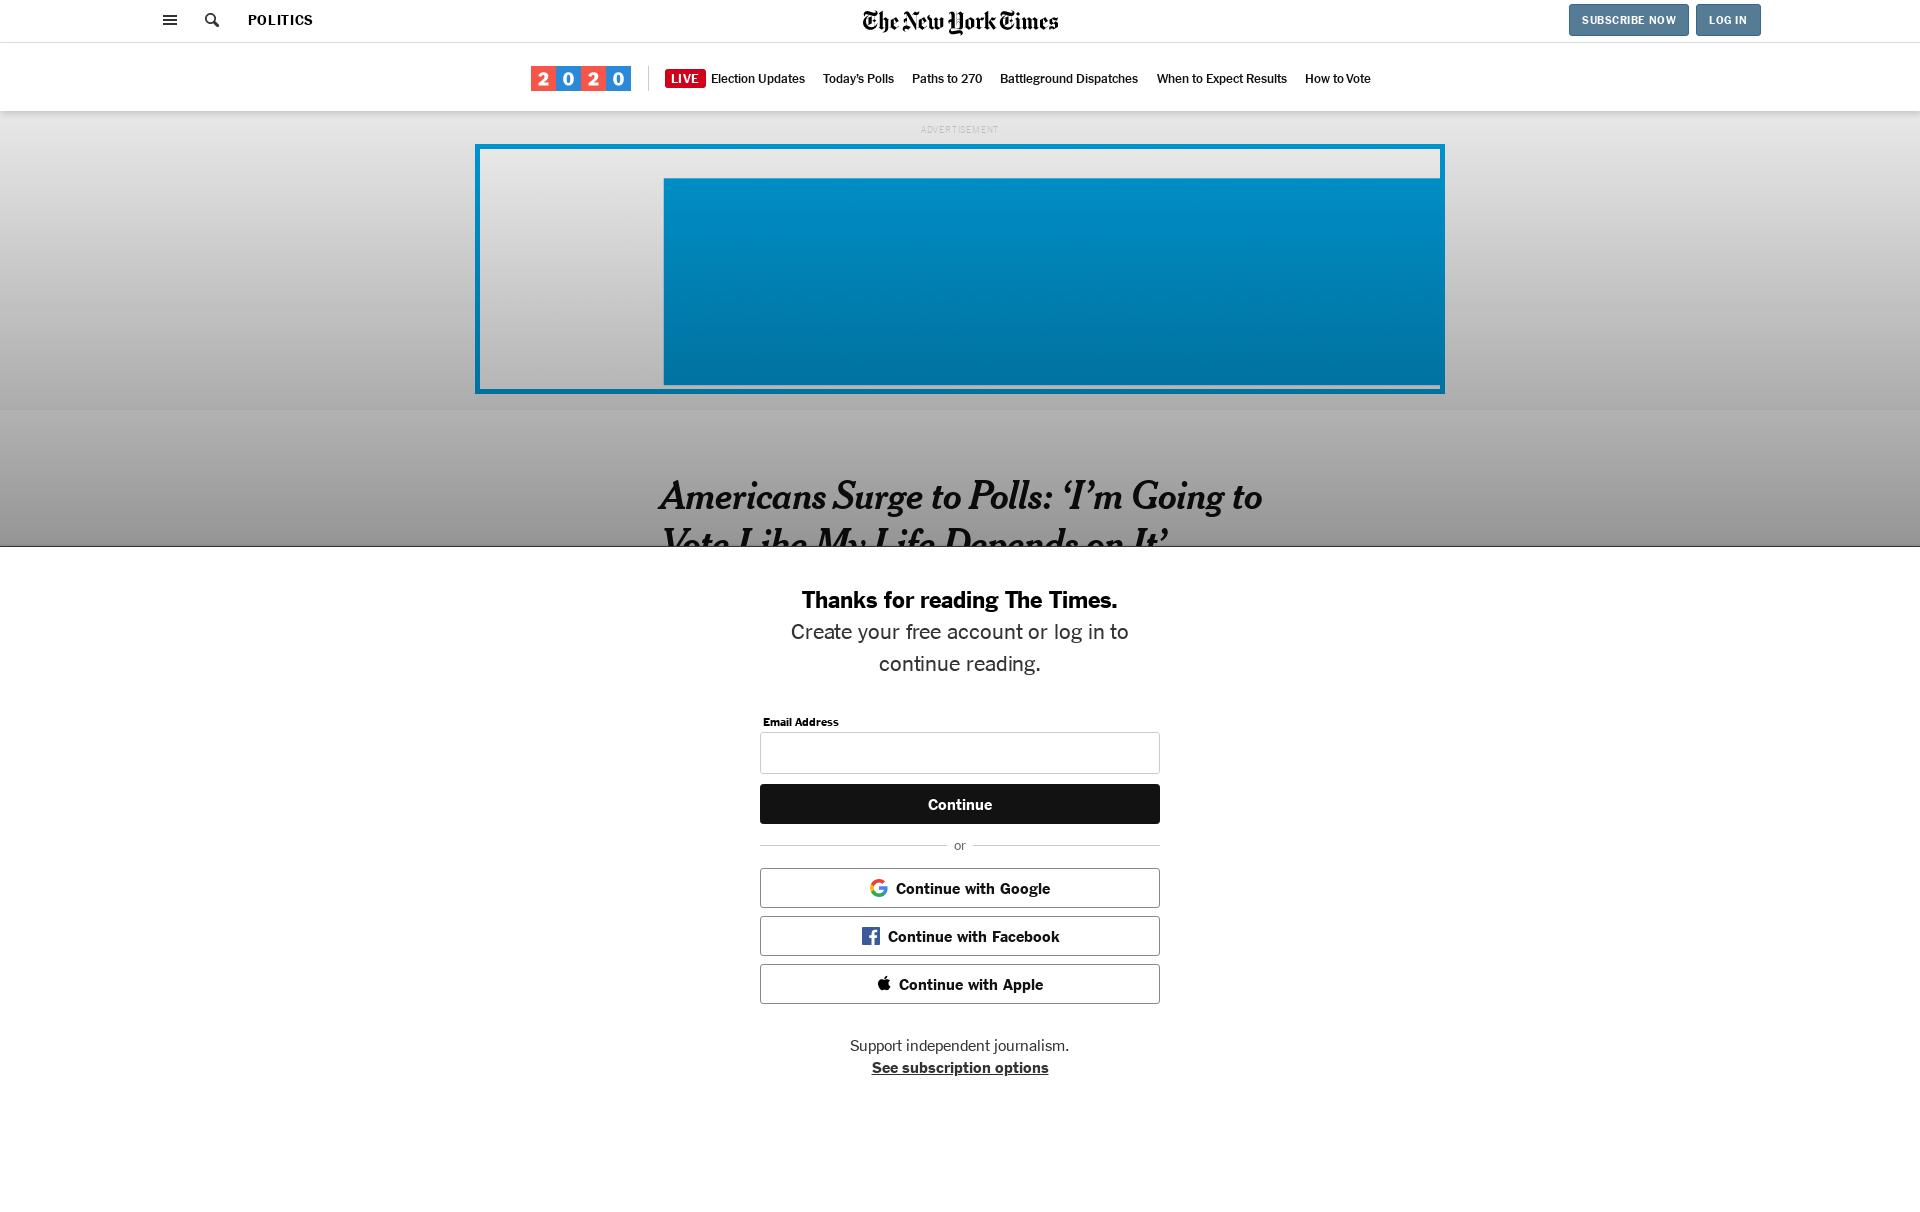 POLITICS
The New York Times
SUBSCRIBE NOW
LOG IN
2020
LIVE Election Updates
Today's Polls
Paths to 270
Battleground Dispatches
When to Expect Results
How to Vote
ADVERTISEMENT
Americans Surge to Polls: ‘I’m Going to
Vote Like My Life Depends on It’
Thanks for reading The Times.
Create your free account or log in to
continue reading.
Email Address
Continue
or
Continue with Google
Continue with Facebook
Continue with Apple
Support independent journalism.
See subscription options